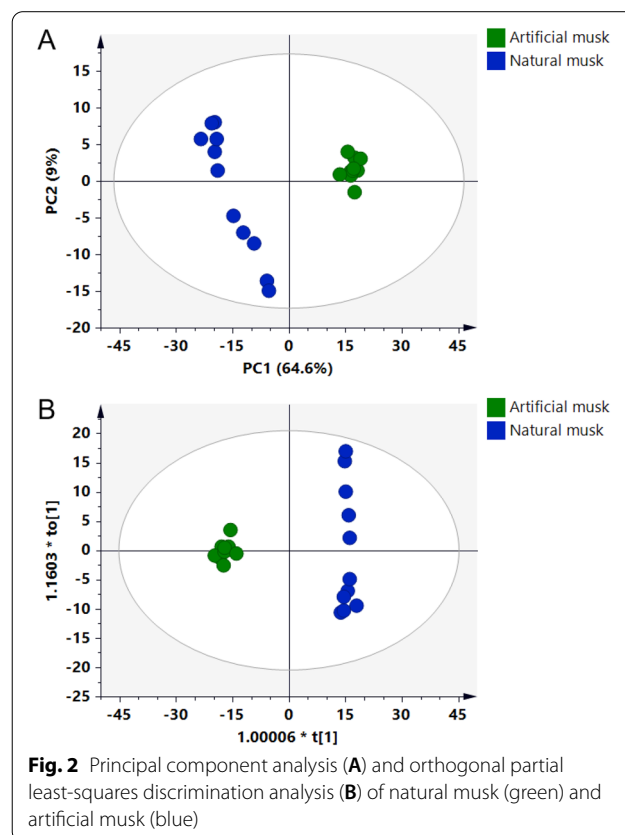 A
Artificial musk
Natural musk
15
10
5
0
-5
-10
-15
-20
PC2 (9%)
-45 -30 -15 0 15 30 45
PC1 (64.6%)
B
Artificial musk
Natural musk
20
15
10
5
0
-5
-10
-15
-20
-25
1.1603 * to[1]
-45 -30 -15 0 15 30 45
1.00006 * t[1]
Fig. 2 Principal component analysis (A) and orthogonal partial
least-squares discrimination analysis (B) of natural musk (green) and
artificial musk (blue)